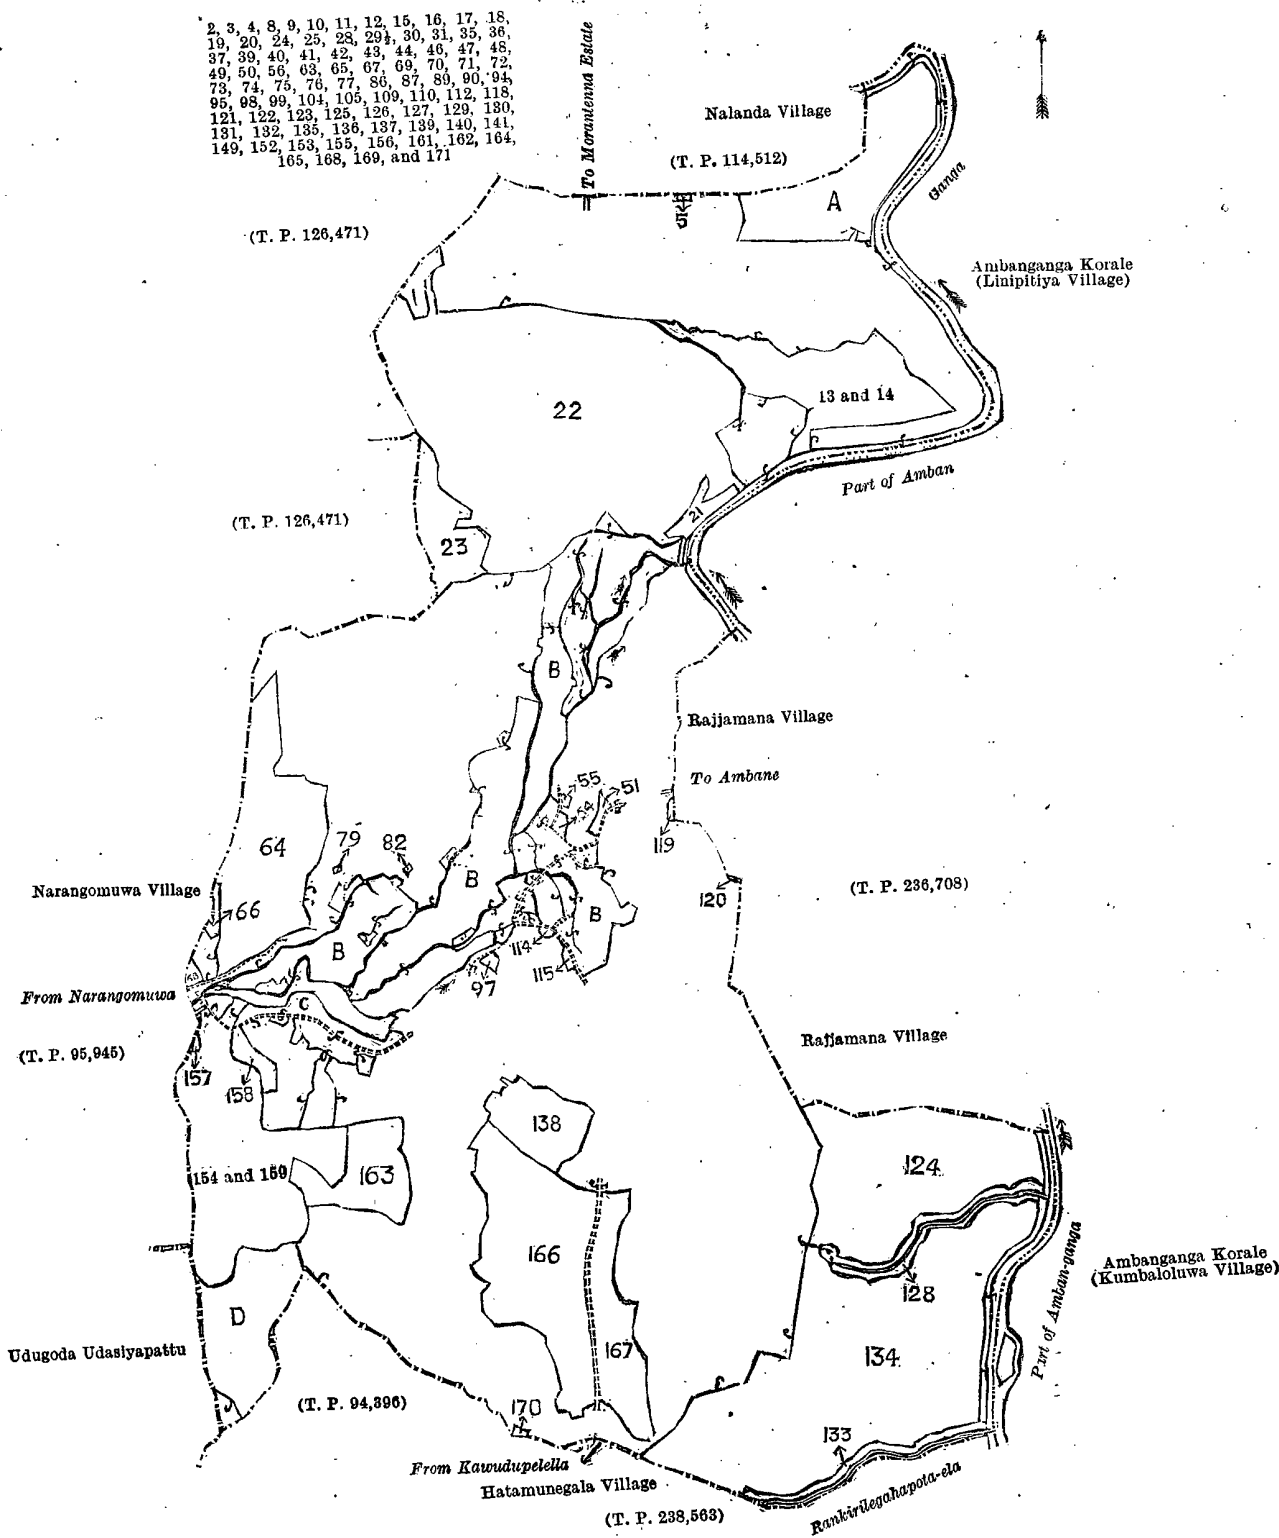 2, 3, 4, 8, 9, 10, 11, 12, 15, 16, 17, 18,
19, 20, 24, 25, 28, 29½, 30, 31, 35, 36,
37, 39, 40, 41, 42, 43, 44, 46, 47, 48,
49, 50, 56, 63, 65, 67, 69, 70, 71, 72,
73, 74, 75, 76, 77, 86, 87, 89, 90, 94,
95, 98, 99, 104, 105, 109, 110, 112, 118,
121, 122, 123, 125, 126, 127, 129, 130,
131, 132, 135, 136, 137, 139, 140, 141,
149, 152, 153, 155, 156, 161, 162, 164,
165, 168, 169, and 171
To Morantenna Estate
Nalanda Village
(T. P. 114,512)
5
A
Ganga
(T. P. 126,471)
Ambanganga Korale
(Linipitiya Village)
22
13 and 14
Part of Amban
21
(T. P. 126,471)
23
B
Rajjamana Village
To Ambane
55
51
54
119
64
79
82
B
120
(T. P. 236,708)
Narangomuwa Village
66
B
B
114
115
97
From Narangomuwa
C
(T. P. 95,945)
157
158
Rajjamana Village
138
124
154 and 159
163
166
128
Part of Amban-ganga
Ambanganga Korale
(Kumbaloluwa Village)
D
167
134
Udugoda Udasiyapattu
(T. P. 94,396)
170
133
From Kawudupelella
Hatamunegala Village
(T. P. 238,563)
Rankirilegahapota-ela